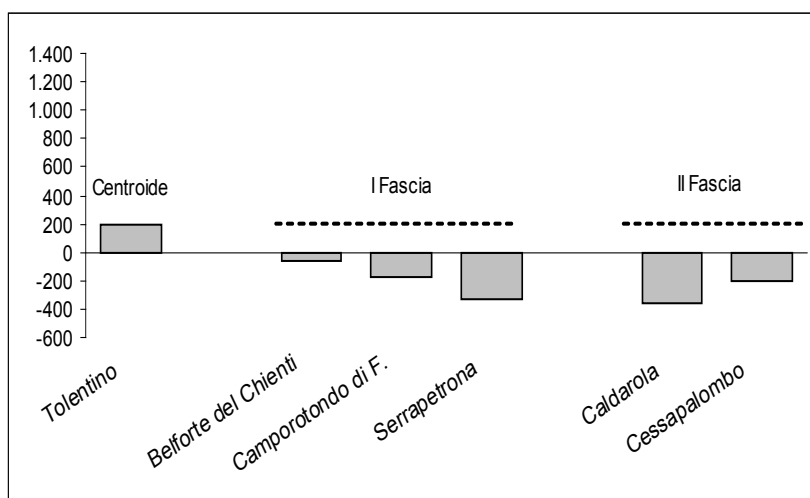 1.400
1.200
1.000
800
600
400
200
0
-200
-400
-600
Centroide
I Fascia
II Fascia
Tolentino
Belforte del Chienti
Camporotondo di F.
Serrapetrona
Caldarola
Cessapalombo